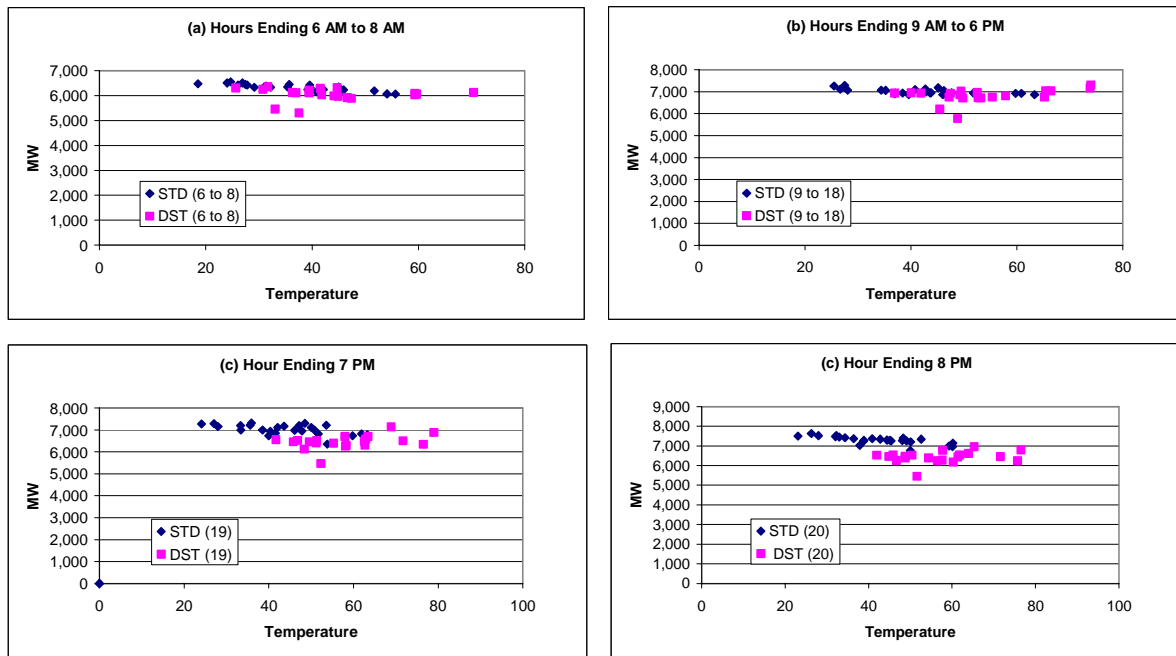 (a) Hours Ending 6 AM to 8 AM
7,000
6,000
5,000
4,000
3,000
2,000
1,000
0
MW
STD (6 to 8)
DST (6 to 8)
0 20 40 60 80
Temperature
(b) Hours Ending 9 AM to 6 PM
8,000
7,000
6,000
5,000
4,000
3,000
2,000
1,000
0
MW
STD (9 to 18)
DST (9 to 18)
0 20 40 60 80
Temperature
(c) Hour Ending 7 PM
8,000
7,000
6,000
5,000
4,000
3,000
2,000
1,000
0
MW
STD (19)
DST (19)
0 20 40 60 80 100
Temperature
(c) Hour Ending 8 PM
9,000
8,000
7,000
6,000
5,000
4,000
3,000
2,000
1,000
0
MW
STD (20)
DST (20)
0 20 40 60 80 100
Temperature